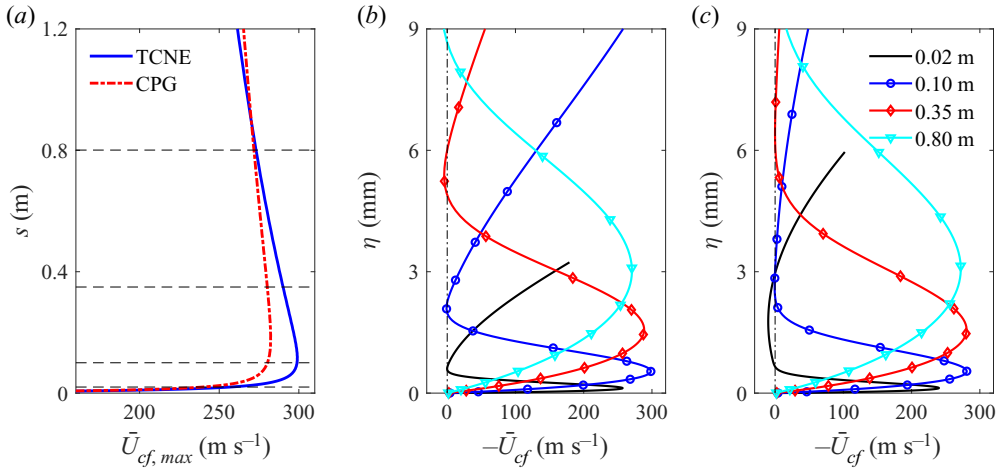 (a)
1.2
0.8
0.4
0
s (m)
TCNE
CPG
200
250
300
Ū_{cf, max} (m s⁻¹)
(b)
9
6
3
0
η (mm)
0
100
200
300
−Ū_{cf} (m s⁻¹)
(c)
9
6
3
0
η (mm)
0.02 m
0.10 m
0.35 m
0.80 m
0
100
200
300
−Ū_{cf} (m s⁻¹)